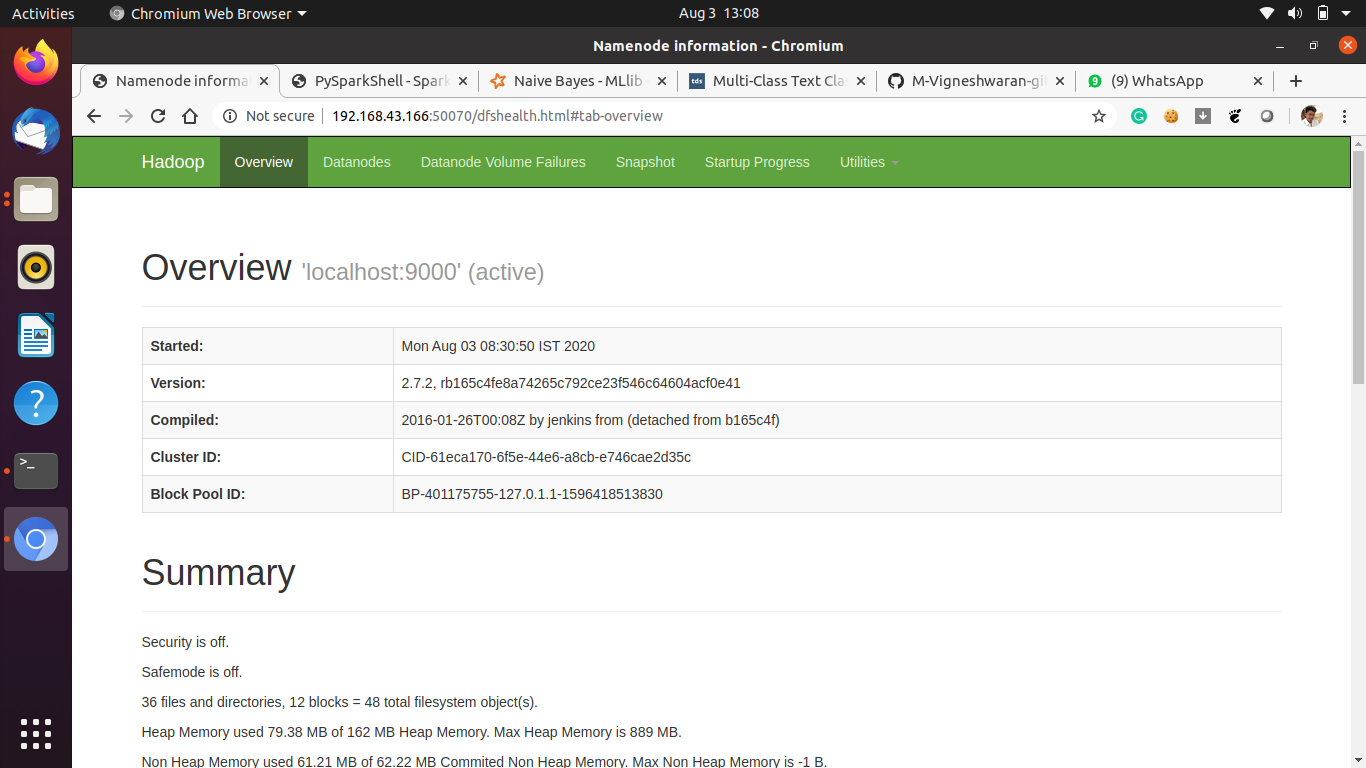 Activities Chromium Web Browser Aug 3 13:08
Namenode information - Chromium
Namenode informa PySparkShell - Spark Naive Bayes - MLlib - tds Multi-Class Text Cla M-Vigneshwaran-gi 9 (9) WhatsApp
Not secure 192.168.43.166:50070/dfshealth.html#tab-overview
Hadoop Overview Datanodes Datanode Volume Failures Snapshot Startup Progress Utilities
Overview 'localhost:9000' (active)
Started: Mon Aug 03 08:30:50 IST 2020
Version: 2.7.2, rb165c4fe8a74265c792ce23f546c64604acf0e41
Compiled: 2016-01-26T00:08Z by jenkins from (detached from b165c4f)
Cluster ID: CID-61eca170-6f5e-44e6-a8cb-e746cae2d35c
Block Pool ID: BP-401175755-127.0.1.1-1596418513830
Summary
Security is off.
Safemode is off.
36 files and directories, 12 blocks = 48 total filesystem object(s).
Heap Memory used 79.38 MB of 162 MB Heap Memory. Max Heap Memory is 889 MB.
Non Heap Memory used 61.21 MB of 62.22 MB Commited Non Heap Memory. Max Non Heap Memory is -1 B.